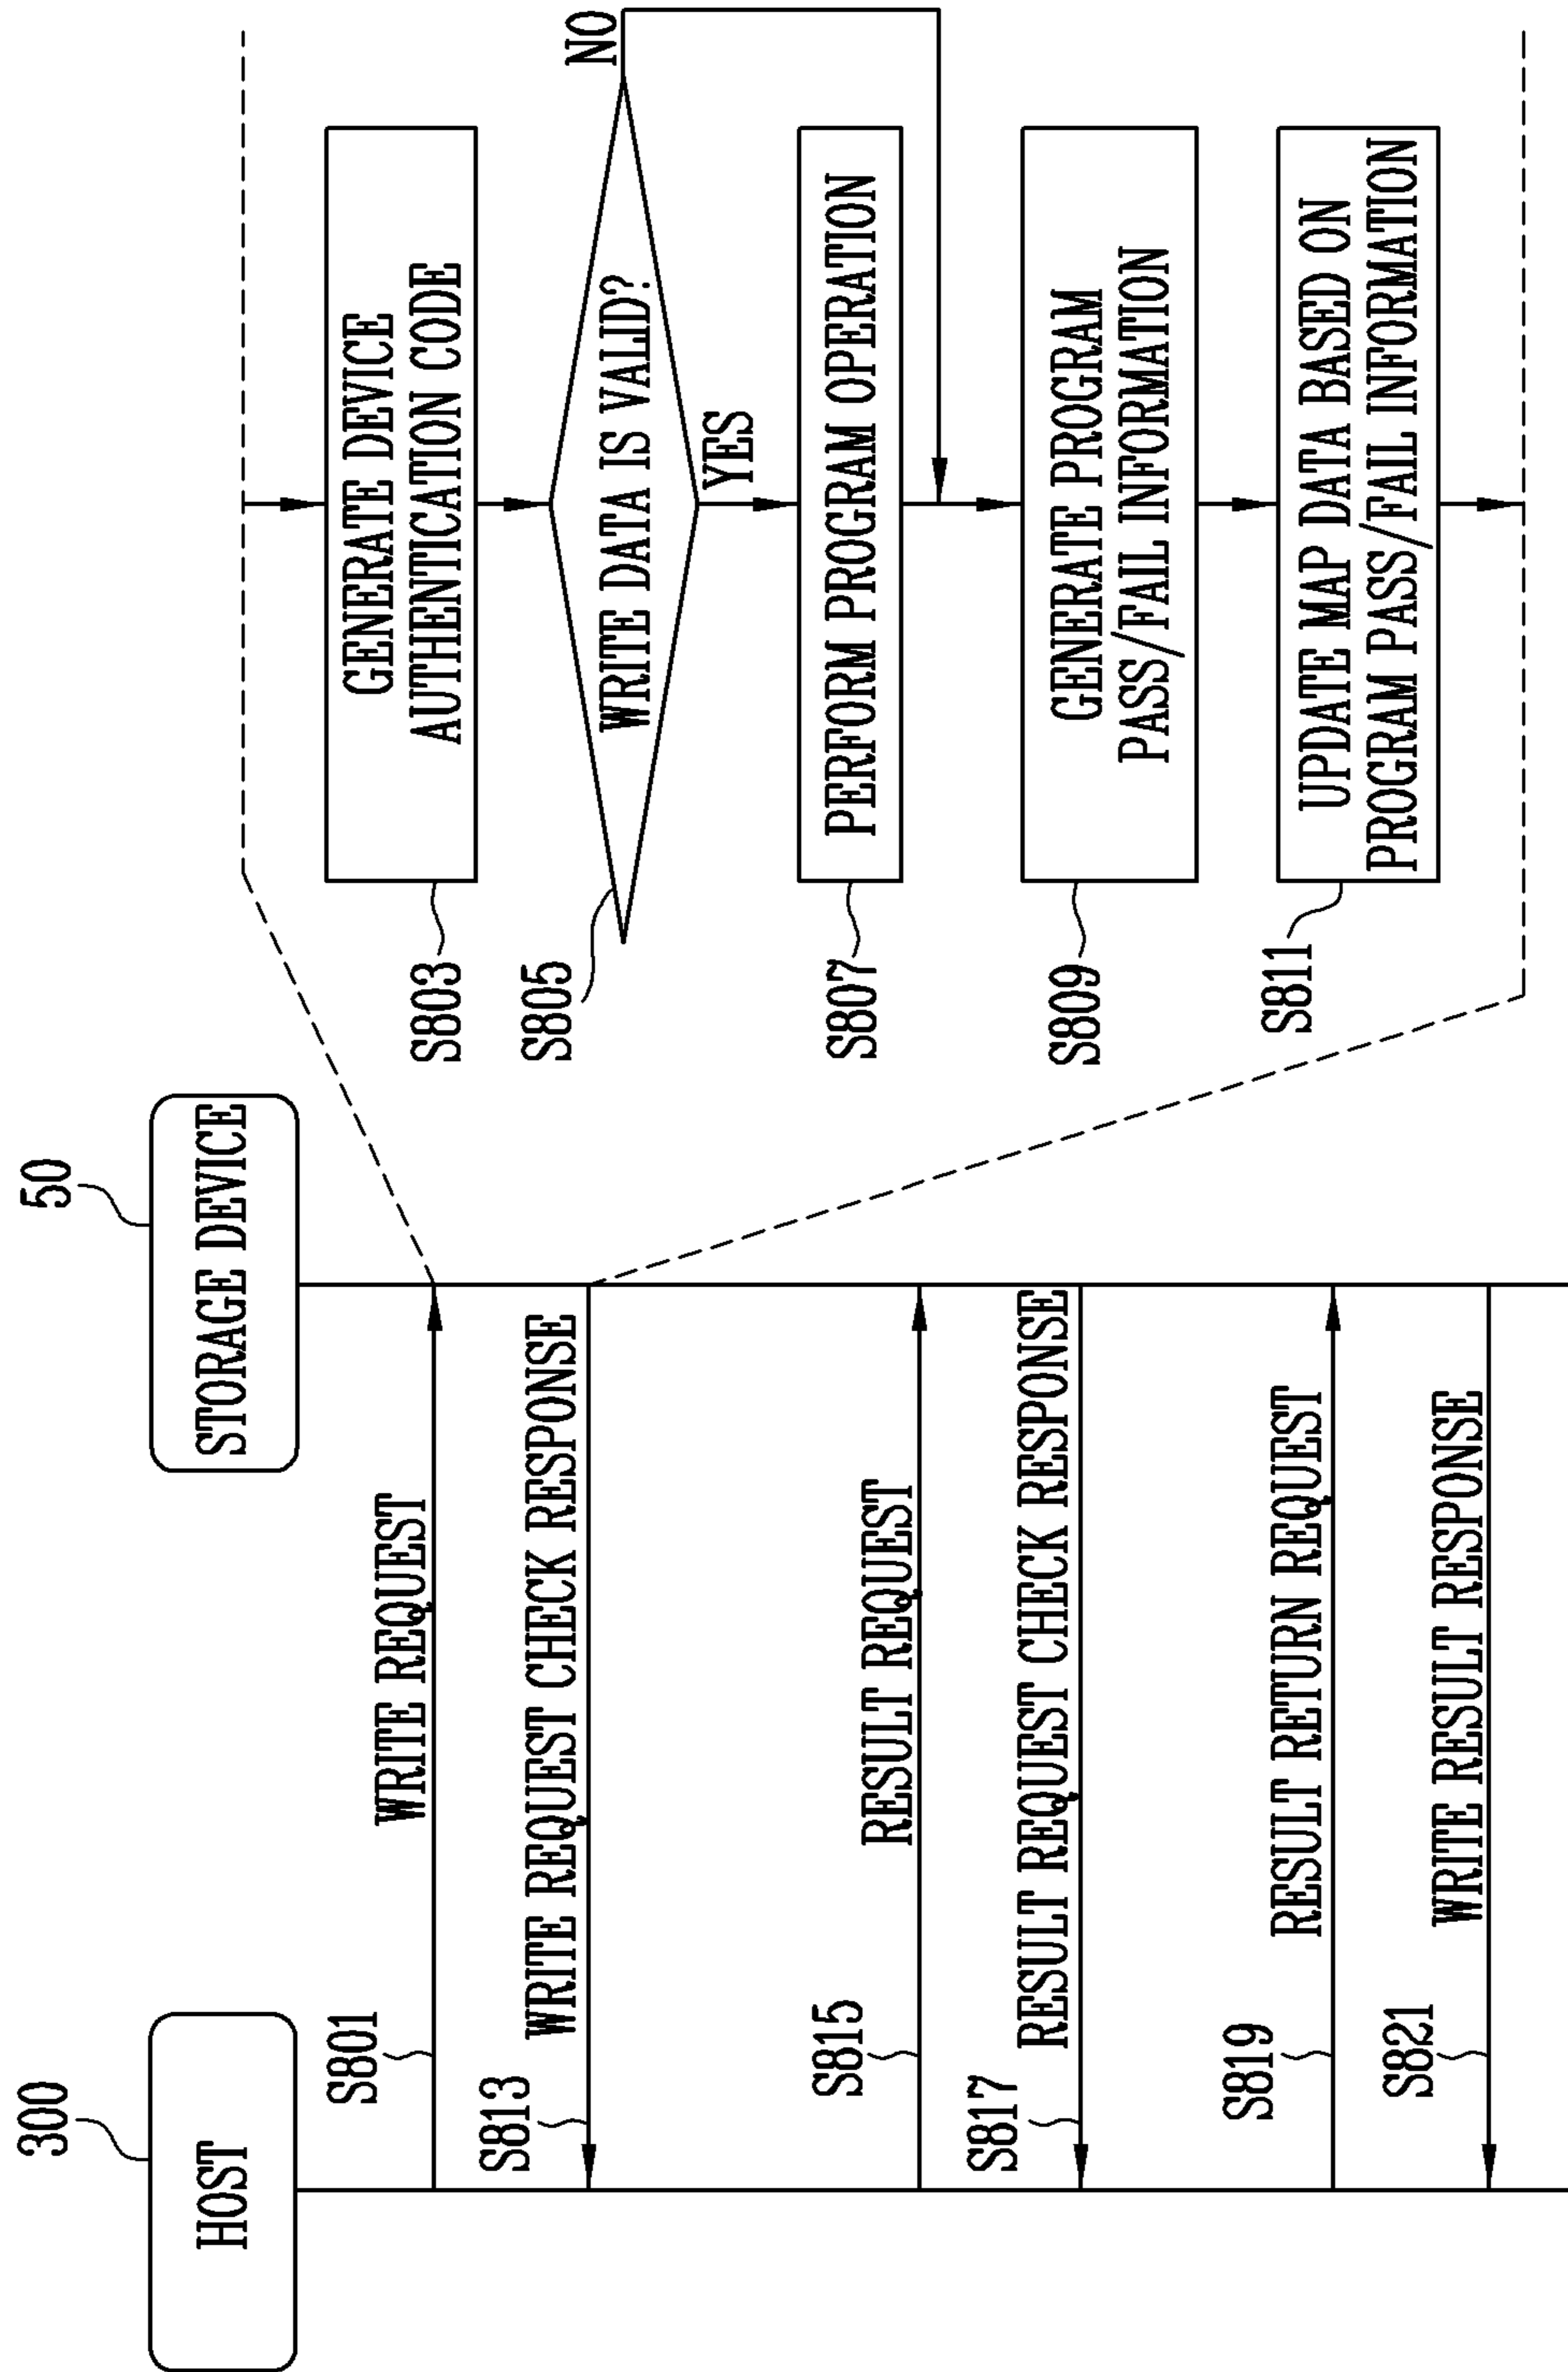 300
HOST
50
STORAGE DEVICE
S801
WRITE REQUEST
S813
WRITE REQUEST CHECK RESPONSE
S815
RESULT REQUEST
S817
RESULT REQUEST CHECK RESPONSE
S819
RESULT RETURN REQUEST
S821
WRITE RESULT RESPONSE
S803
GENERATE DEVICE
AUTHENTICATION CODE
S805
WRITE DATA IS VALID?
NO
YES
S807
PERFORM PROGRAM OPERATION
S809
GENERATE PROGRAM
PASS/FAIL INFORMATION
S811
UPDATE MAP DATA BASED ON
PROGRAM PASS/FAIL INFORMATION